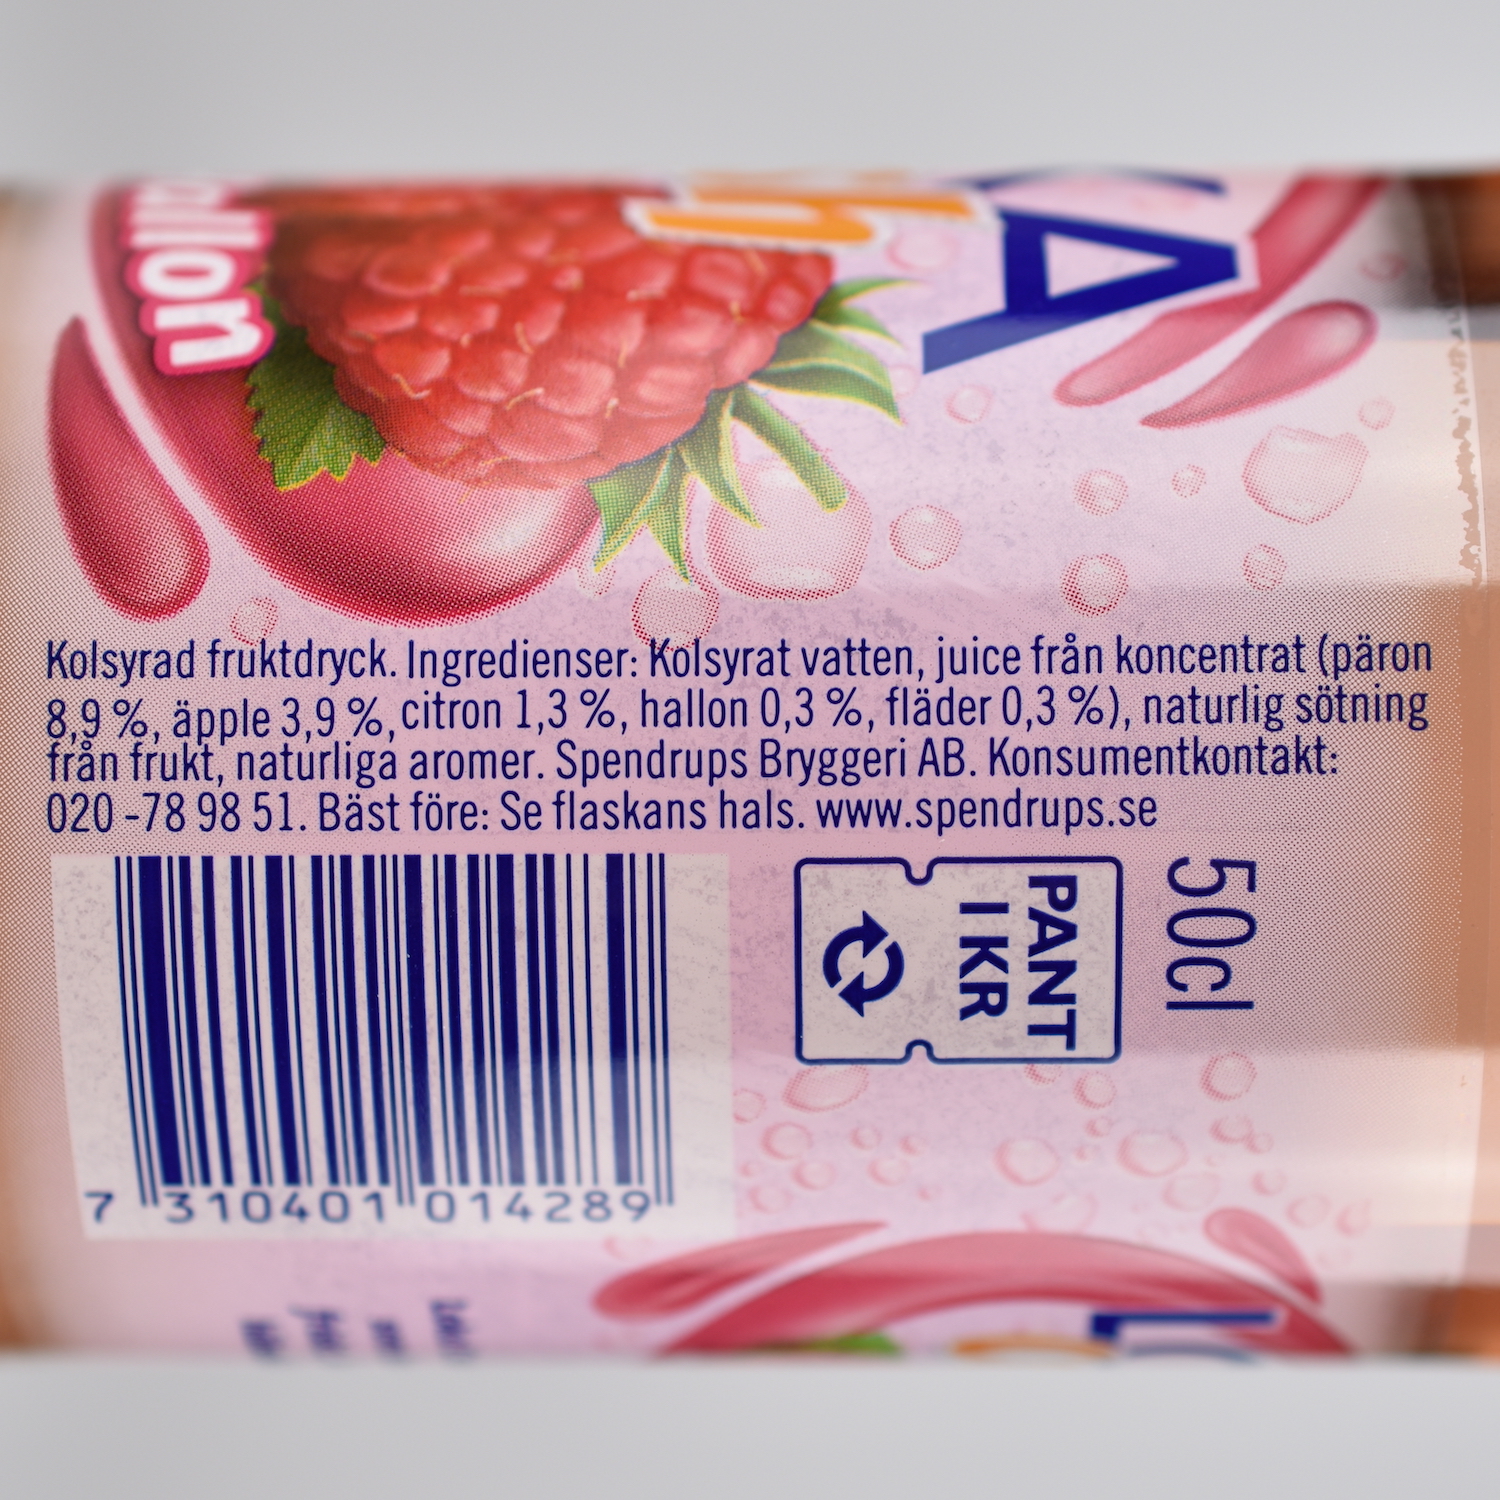 Kolsyrad fruktdryck. Ingredienser: Kolsyrat vatten, juice från koncentrat (päron
8,9 %, äpple 3,9 %, citron 1,3 %, hallon 0,3 %, fläder 0,3 %), naturlig sötning
från frukt, naturliga aromer. Spendrups Bryggeri AB. Konsumentkontakt:
020-78 98 51. Bäst före: Se flaskans hals. www.spendrups.se
PANT
1 KR
50cl
7 310401 014289